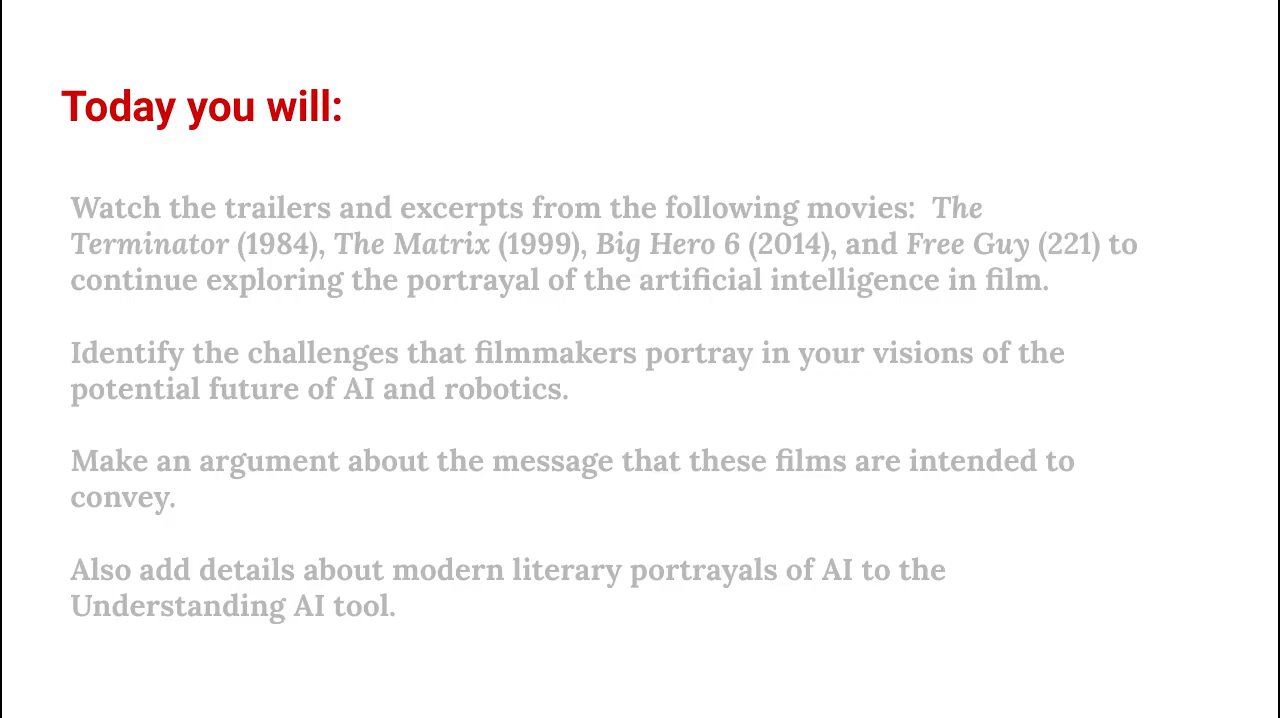 Today you will:
Watch the trailers and excerpts from the following movies:  The
Terminator (1984), The Matrix (1999), Big Hero 6 (2014), and Free Guy (221) to
continue exploring the portrayal of the artificial intelligence in film.
Identify the challenges that filmmakers portray in your visions of the
potential future of AI and robotics.
Make an argument about the message that these films are intended to
convey.
Also add details about modern literary portrayals of AI to the
Understanding AI tool.